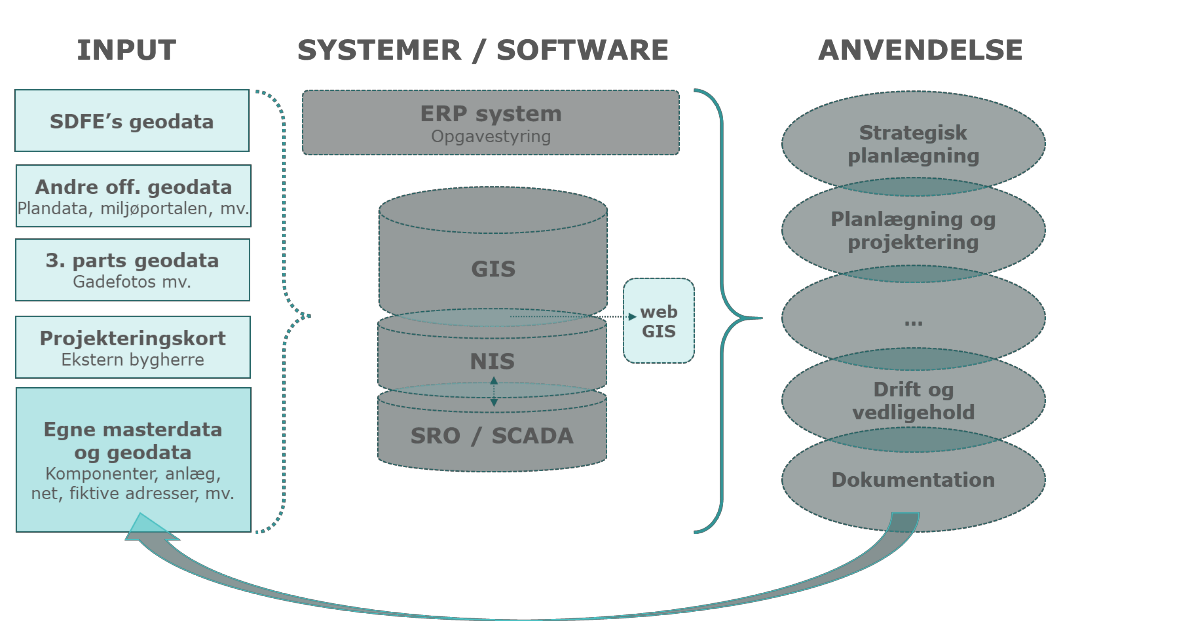 INPUT
SDFE’s geodata
Andre off. geodata
Plandata, miljøportalen, mv.
3. parts geodata
Gadefotos mv.
Projekteringskort
Ekstern bygherre
Egne masterdata
og geodata
Komponenter, anlæg,
net, fiktive adresser, mv.
SYSTEMER / SOFTWARE
ERP system
Opgavestyring
GIS
web
GIS
NIS
SRO / SCADA
ANVENDELSE
Strategisk
planlægning
Planlægning og
projektering
...
Drift og
vedligehold
Dokumentation